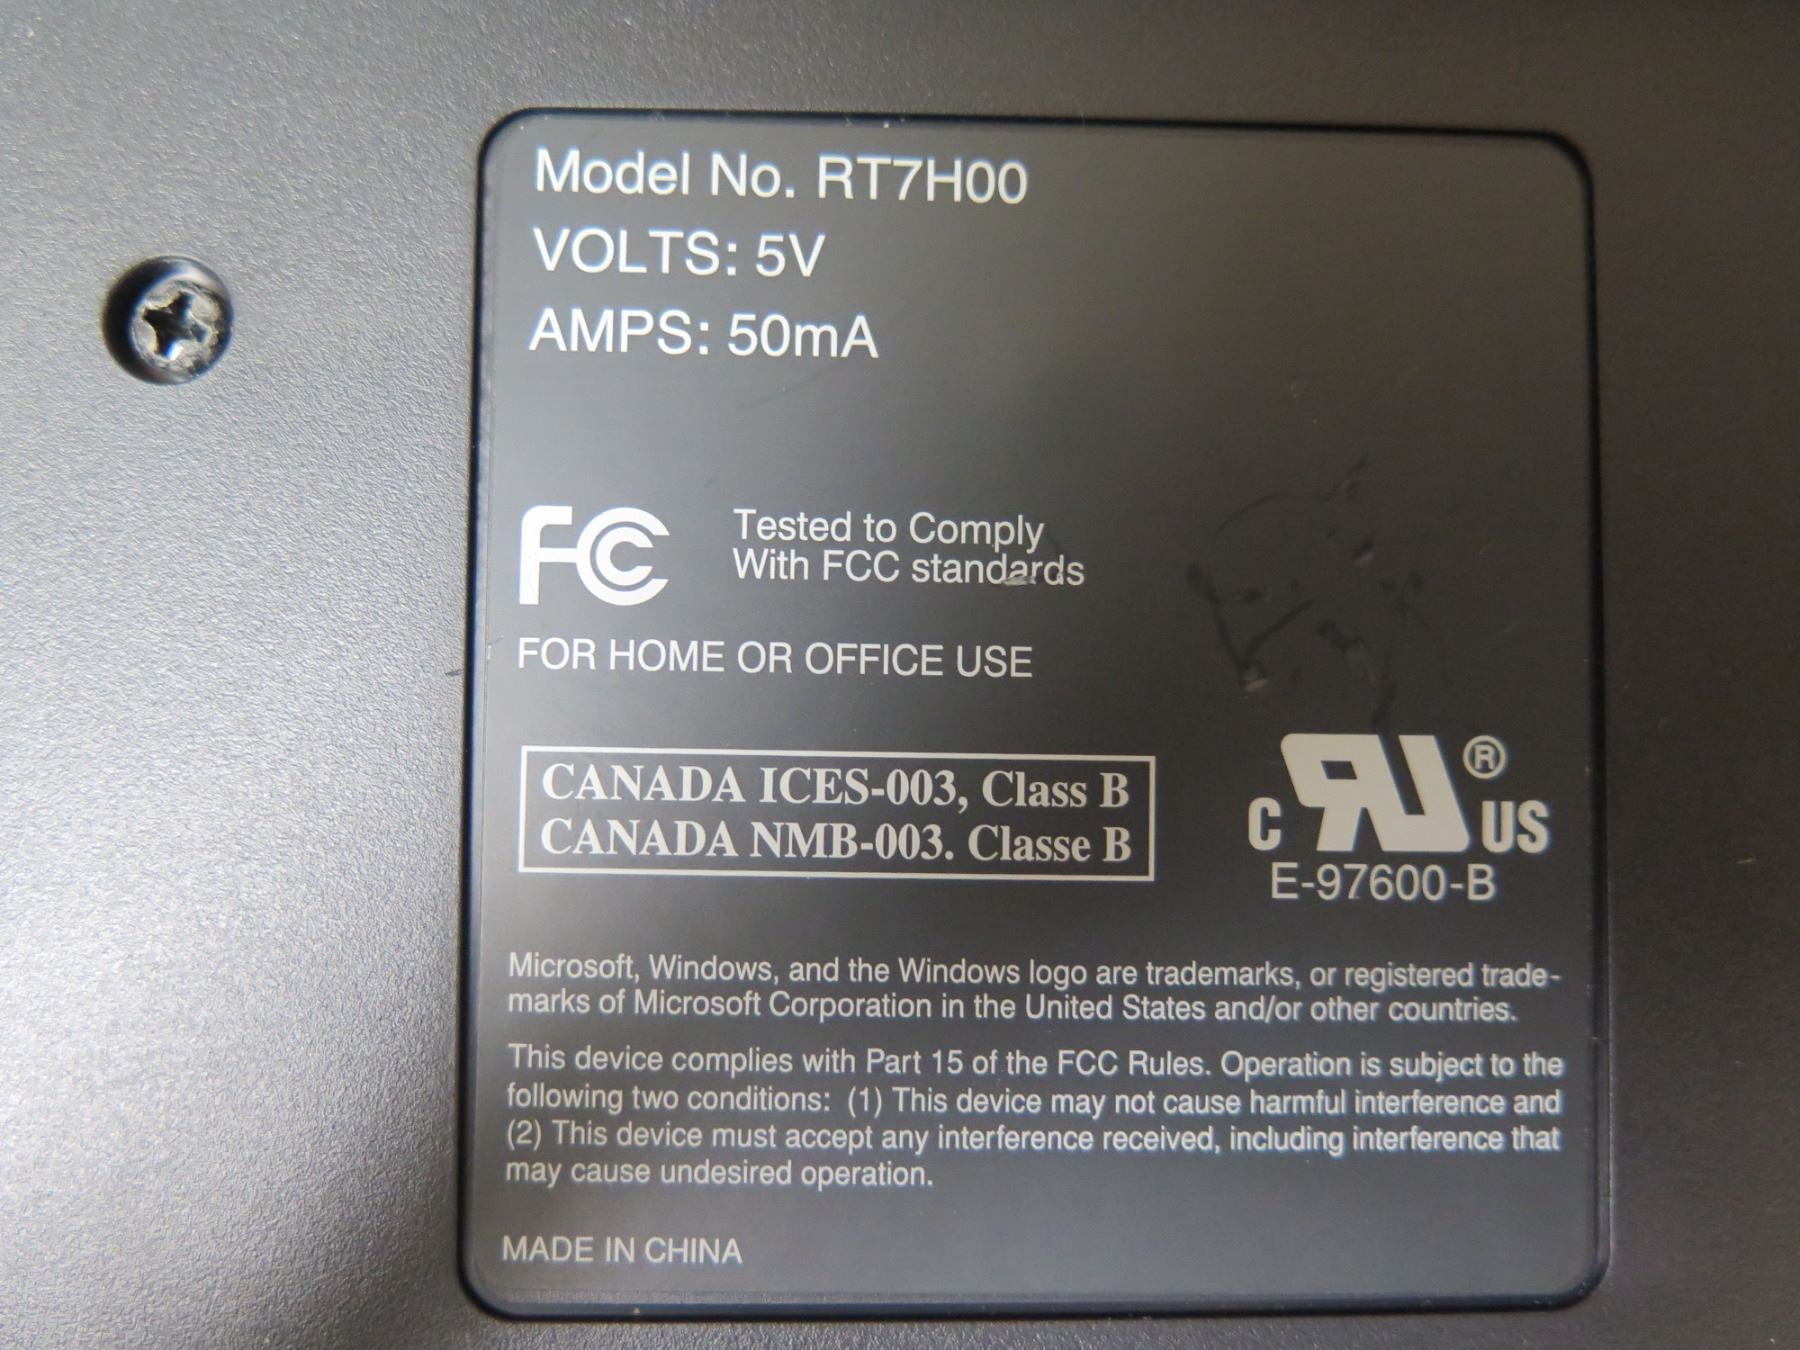 Model No. RT7H00
VOLTS: 5V
AMPS: 50mA
FC Tested to Comply
With FCC standards
FOR HOME OR OFFICE USE
CANADA ICES-003, Class B
CANADA NMB-003. Classe B
C RU ® US
E-97600-B
Microsoft, Windows, and the Windows logo are trademarks, or registered trade-
marks of Microsoft Corporation in the United States and/or other countries.
This device complies with Part 15 of the FCC Rules. Operation is subject to the
following two conditions: (1) This device may not cause harmful interference and
(2) This device must accept any interference received, including interference that
may cause undesired operation.
MADE IN CHINA